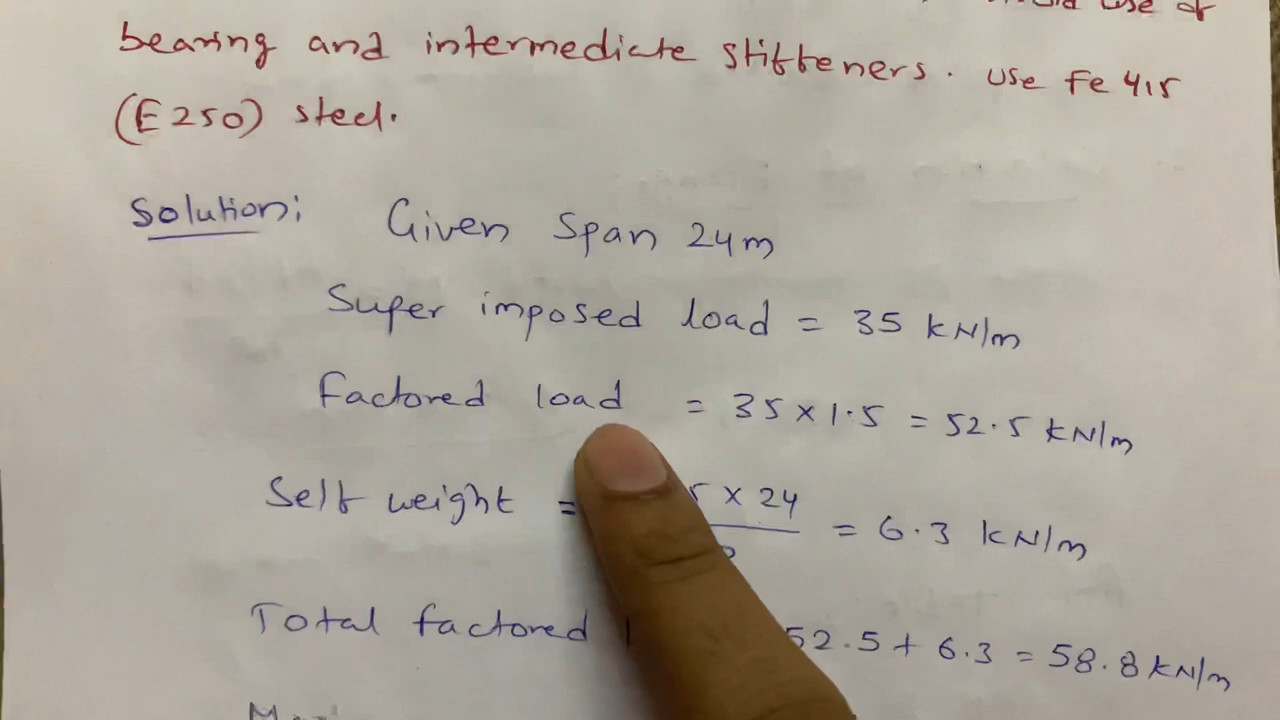 use of
bearing and intermediate stiffeners. Use Fe 415
(E250) steel.
Solution: Given Span 24m
Super imposed load = 35 kN/m
Factored load = 35 x 1.5 = 52.5 kN/m
Self weight = x 24 = 6.3 kN/m
Total factored 52.5 + 6.3 = 58.8 kN/m